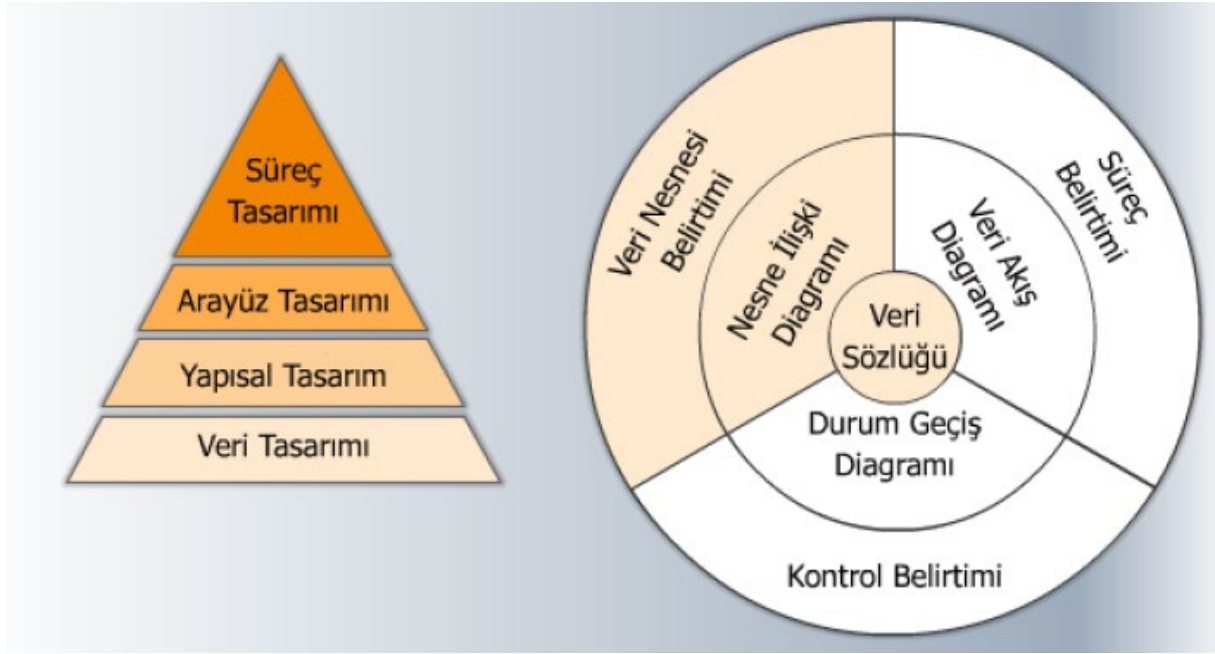 Süreç
Tasarımı
Arayüz Tasarımı
Yapısal Tasarım
Veri Tasarımı
Veri Nesnesi
Belirtimi
Nesne İlişki
Diagramı
Veri Akış
Diagramı
Süreç
Belirtimi
Veri
Sözlüğü
Durum Geçiş
Diagramı
Kontrol Belirtimi